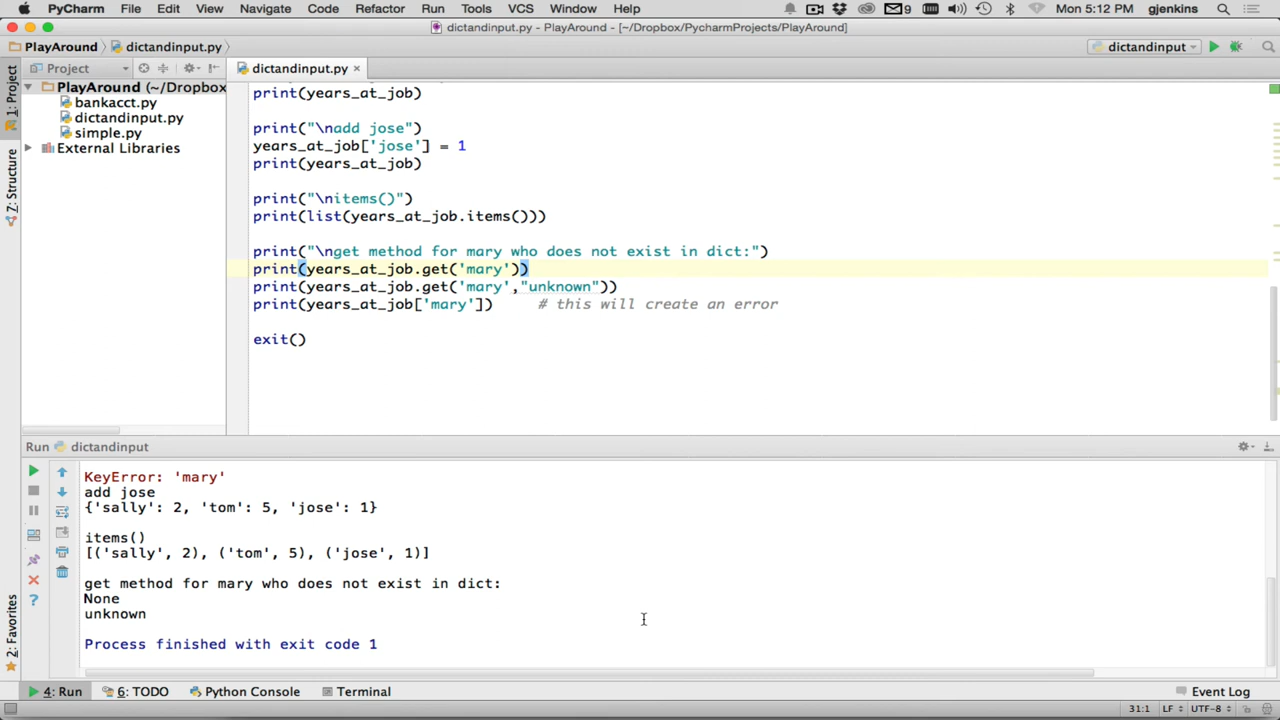 PyCharm File Edit View Navigate Code Refactor Run Tools VCS Window Help 9 Mon 5:12 PM gjenkins
dictandinput.py - PlayAround - [~/Dropbox/PycharmProjects/PlayAround]
PlayAround dictandinput.py dictandinput
1: Project
7: Structure
2: Favorites
Project
PlayAround (~/Dropbox
bankacct.py
dictandinput.py
simple.py
External Libraries
dictandinput.py ×
print(years_at_job)
print("\nadd jose")
years_at_job['jose'] = 1
print(years_at_job)
print("\nitems()")
print(list(years_at_job.items()))
print("\nget method for mary who does not exist in dict:")
print(years_at_job.get('mary'))
print(years_at_job.get('mary',"unknown"))
print(years_at_job['mary']) # this will create an error
exit()
Run dictandinput
KeyError: 'mary'
add jose
{'sally': 2, 'tom': 5, 'jose': 1}
items()
[('sally', 2), ('tom', 5), ('jose', 1)]
get method for mary who does not exist in dict:
None
unknown
Process finished with exit code 1
4: Run 6: TODO Python Console Terminal Event Log
31:1 LF UTF-8